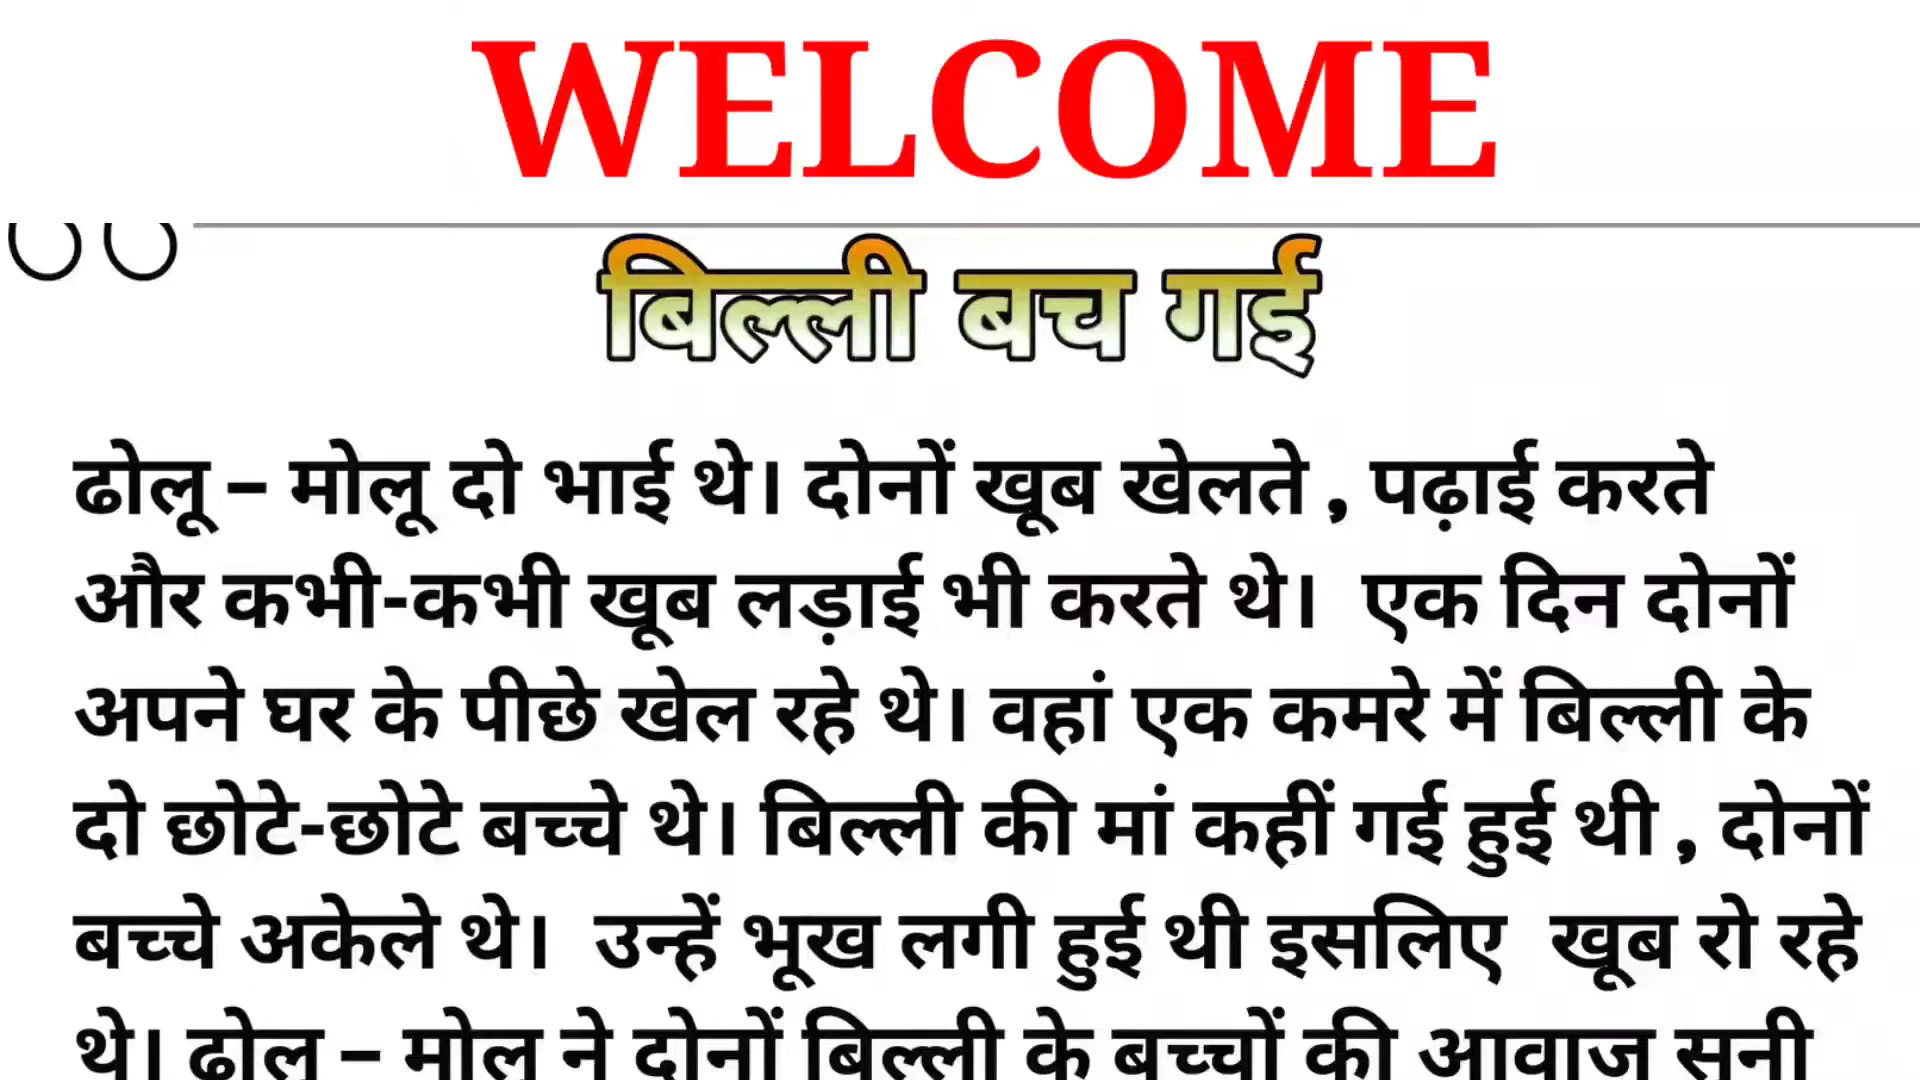 WELCOME
बिल्ली बच गई
ढोलू – मोलू दो भाई थे। दोनों खूब खेलते , पढ़ाई करते
और कभी-कभी खूब लड़ाई भी करते थे। एक दिन दोनों
अपने घर के पीछे खेल रहे थे। वहां एक कमरे में बिल्ली के
दो छोटे-छोटे बच्चे थे। बिल्ली की मां कहीं गई हुई थी , दोनों
बच्चे अकेले थे। उन्हें भूख लगी हुई थी इसलिए खूब रो रहे
थे। ढोलू – मोलू ने दोनों बिल्ली के बच्चों की आवाज सुनी